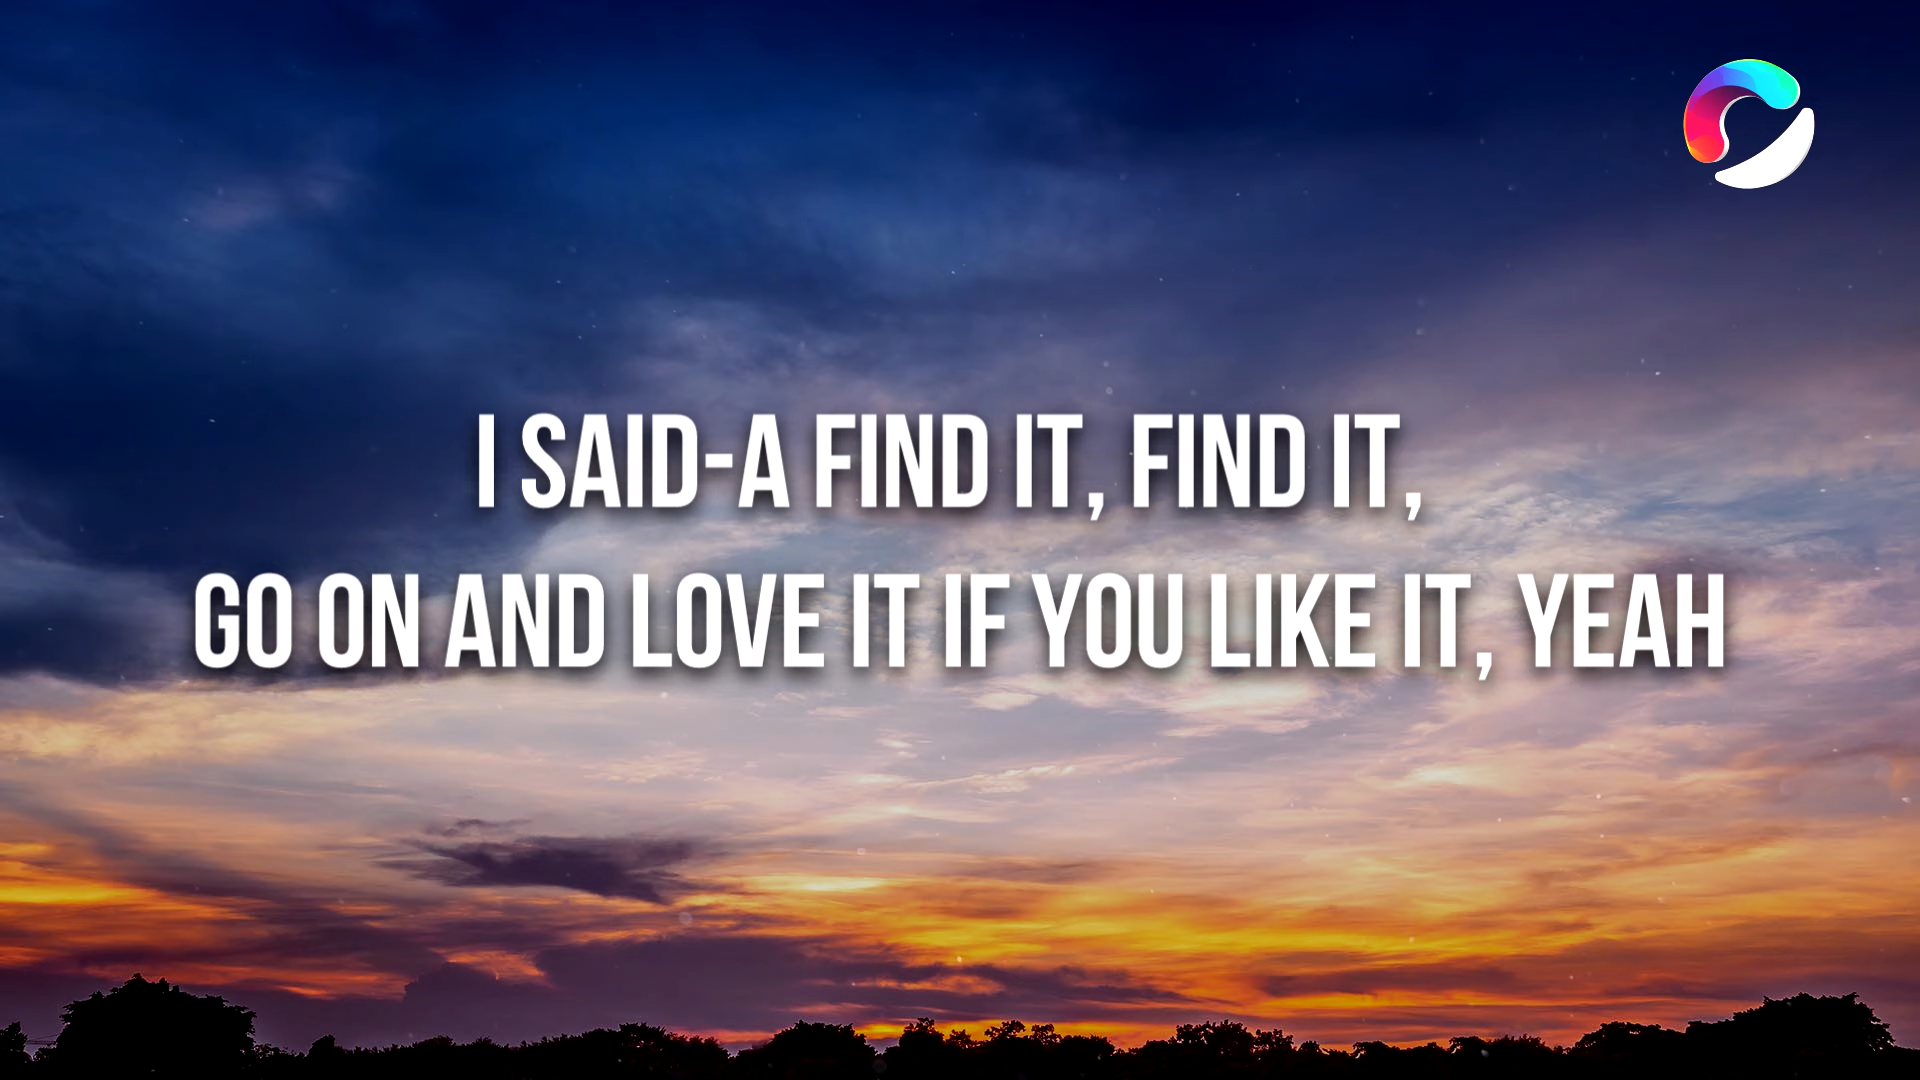 I SAID-A FIND IT, FIND IT,
GO ON AND LOVE IT IF YOU LIKE IT, YEAH